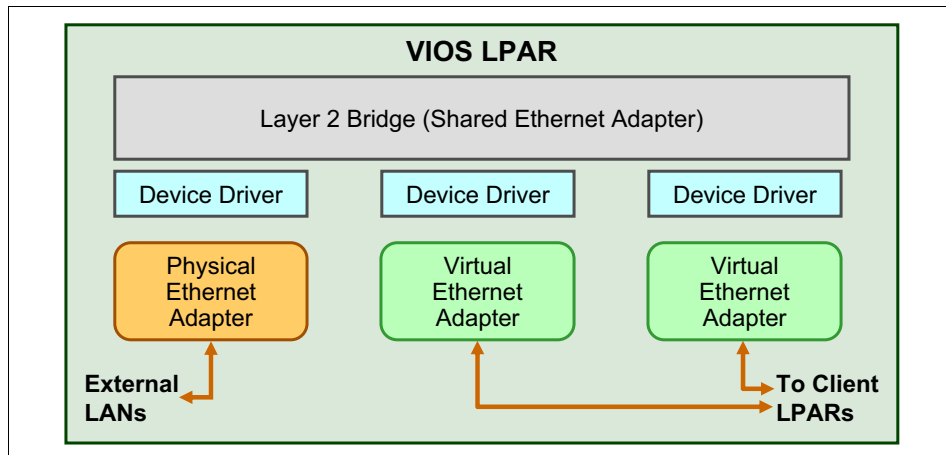 VIOS LPAR
Layer 2 Bridge (Shared Ethernet Adapter)
Device Driver
Device Driver
Device Driver
Physical
Ethernet
Adapter
Virtual
Ethernet
Adapter
Virtual
Ethernet
Adapter
External
LANs
To Client
LPARs